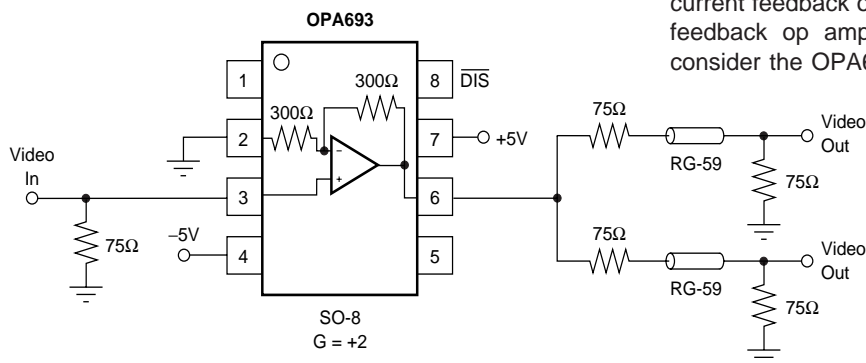 current feedback o
feedback op amp
consider the OPA6
OPA693
1
8 DIS
300Ω
300Ω
2
7
+5V
Video
In
3
6
75Ω
−5V
4
5
SO-8
G = +2
75Ω
RG-59
Video
Out
75Ω
75Ω
RG-59
Video
Out
75Ω